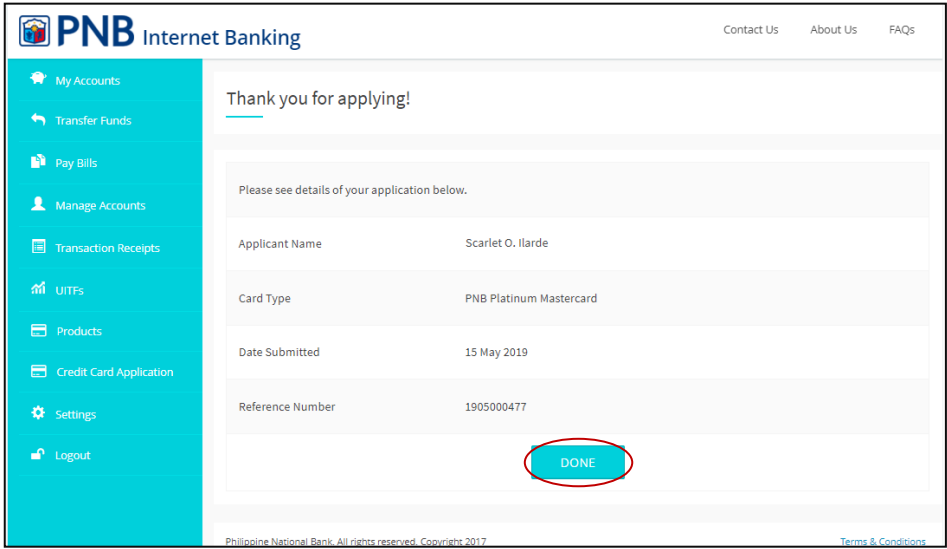 PNB Internet Banking
Contact Us About Us FAQs
My Accounts
Transfer Funds
Pay Bills
Manage Accounts
Transaction Receipts
UITFs
Products
Credit Card Application
Settings
Logout
Thank you for applying!
Please see details of your application below.
Applicant Name Scarlet O. Ilarde
Card Type PNB Platinum Mastercard
Date Submitted 15 May 2019
Reference Number 1905000477
DONE
Philippine National Bank. All rights reserved. Copyright 2017 Terms & Conditions